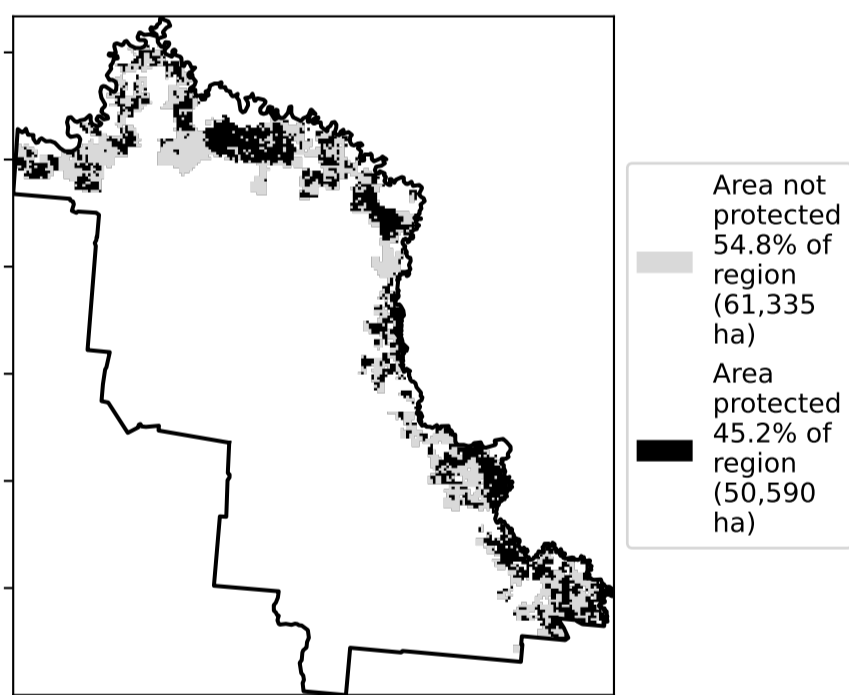 Area not
protected
54.8% of
region
(61,335
ha)
Area
protected
45.2% of
region
(50,590
ha)